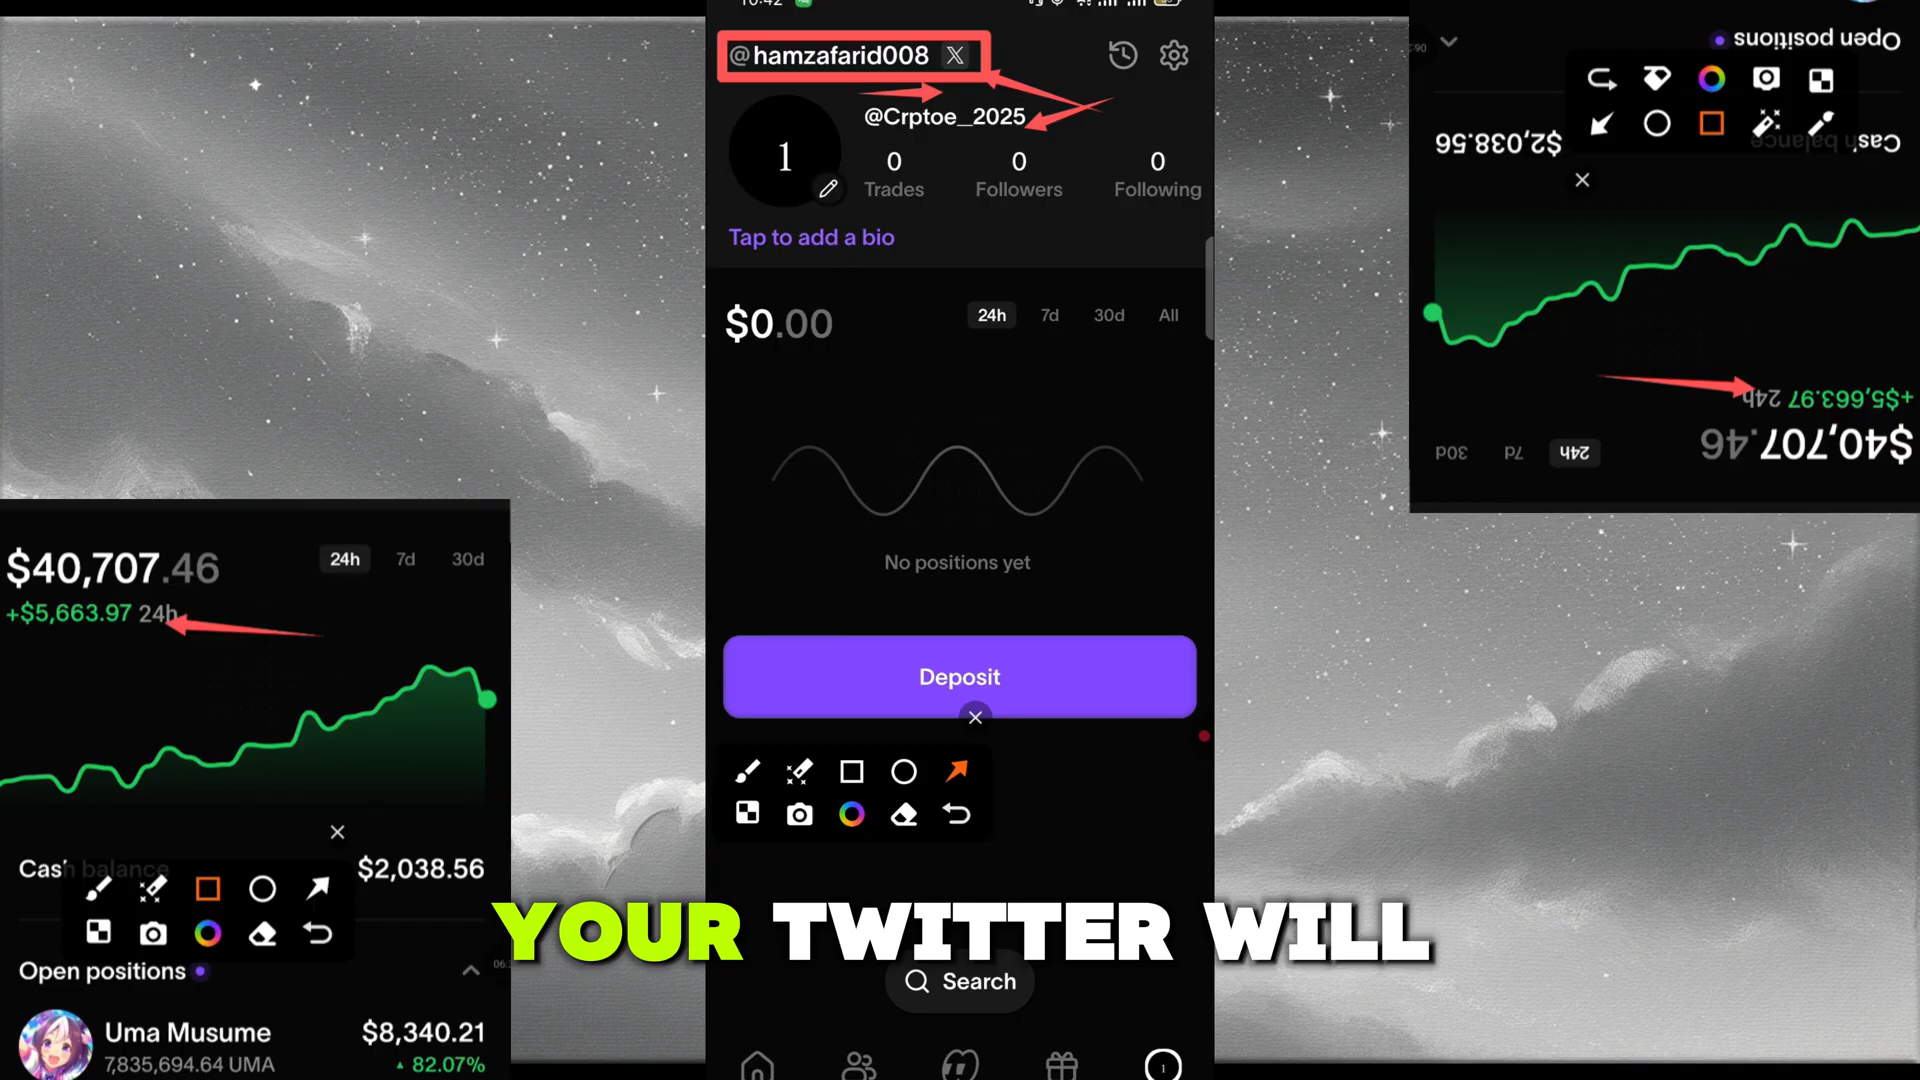 10:42
@hamzafarid008 X
@Crptoe_2025
1
0 0 0
Trades Followers Following
Tap to add a bio
$0.00
24h 7d 30d All
No positions yet
Deposit
$40,707.46
24h 7d 30d
+$5,663.97 24h
Cash balance $2,038.56
Open positions
Uma Musume $8,340.21
7,835,694.64 UMA 82.07%
Open positions
Cash balance $2,038.56
+$5,663.97 24h
$40,707.46
24h 7d 30d
YOUR TWITTER WILL
Search
1